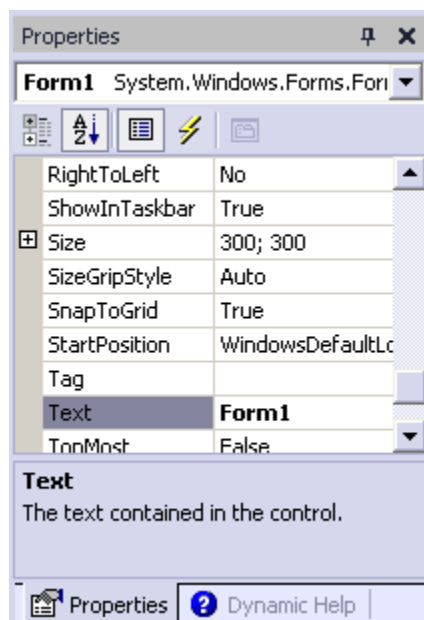 Properties
Form1 System.Windows.Forms.Fori
A
Z
RightToLeft No
ShowInTaskbar True
Size 300; 300
SizeGripStyle Auto
SnapToGrid True
StartPosition WindowsDefaultLo
Tag
Text Form1
TopMost False
Text
The text contained in the control.
Properties ? Dynamic Help